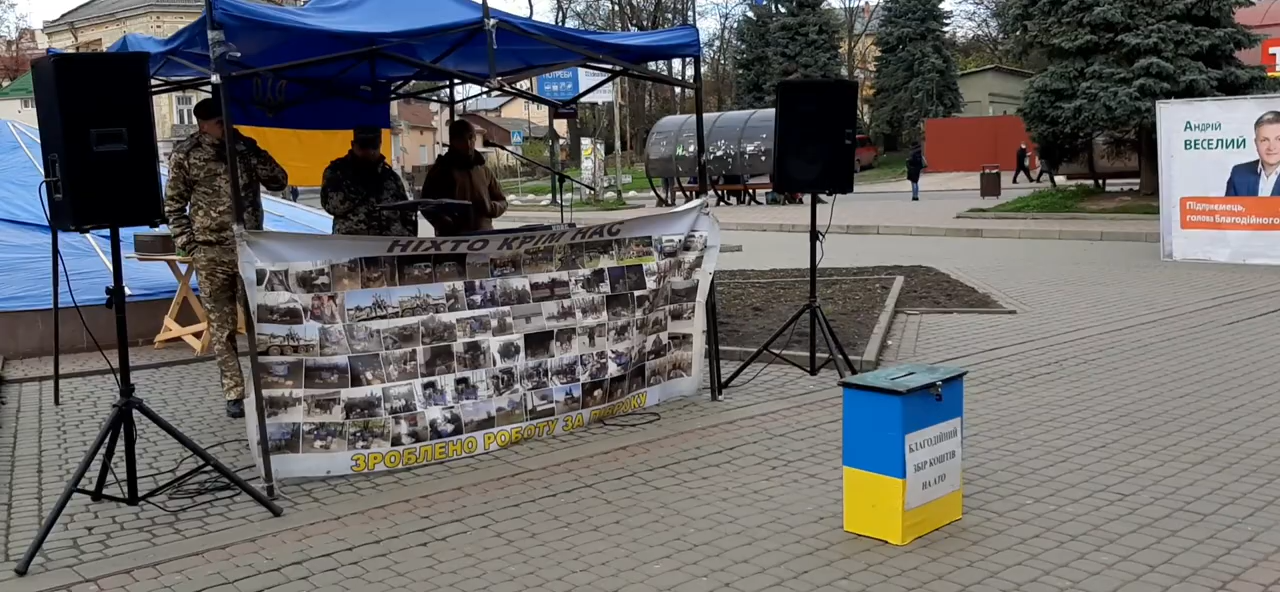 ПОТРЕБИ
АНДРІЙ
ВЕСЕЛИЙ
Підприємець,
голова Благодійного
НІХТО КРІМ НАС
ЗРОБЛЕНО РОБОТУ ЗА ПІВРОКУ
БЛАГОДІЙНИЙ
ЗБІР КОШТІВ
НА АТО